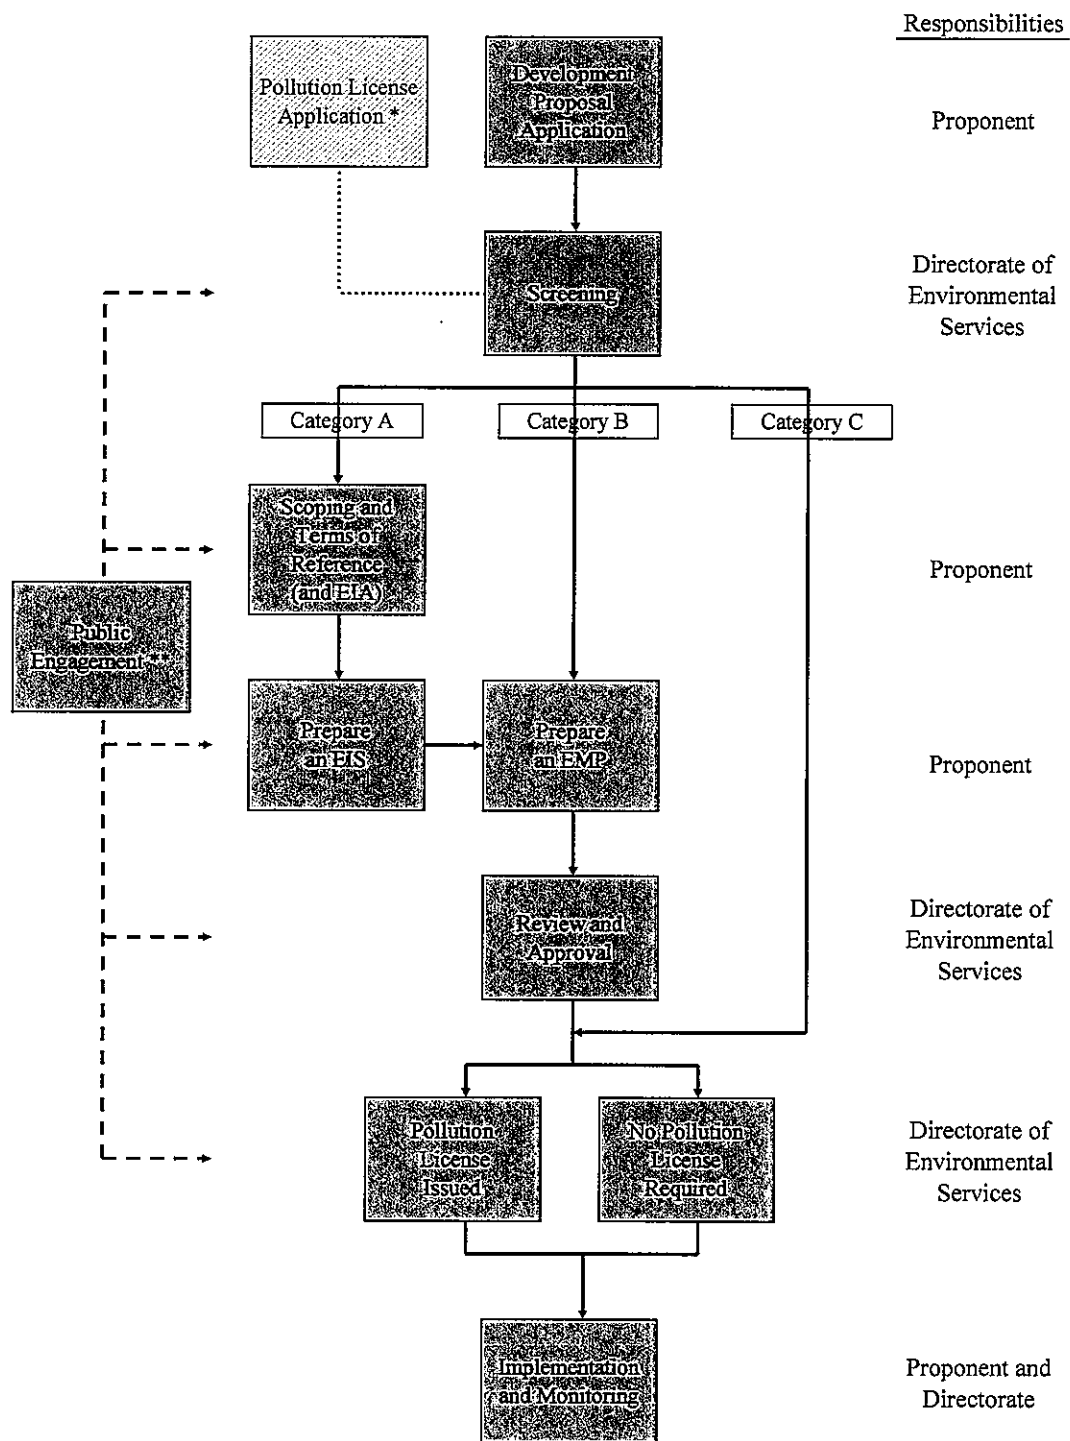 Responsibilities
Pollution License
Application *
Development
Proposal
Application
Proponent
Screening
Directorate of
Environmental
Services
Category A
Category B
Category C
Scoping and
Terms of
Reference
(and EIA)
Proponent
Public
Engagement **
Prepare
an EIS
Prepare
an EMP
Proponent
Review and
Approval
Directorate of
Environmental
Services
Pollution
License
Issued
No Pollution
License
Required
Directorate of
Environmental
Services
Implementation
and Monitoring
Proponent and
Directorate